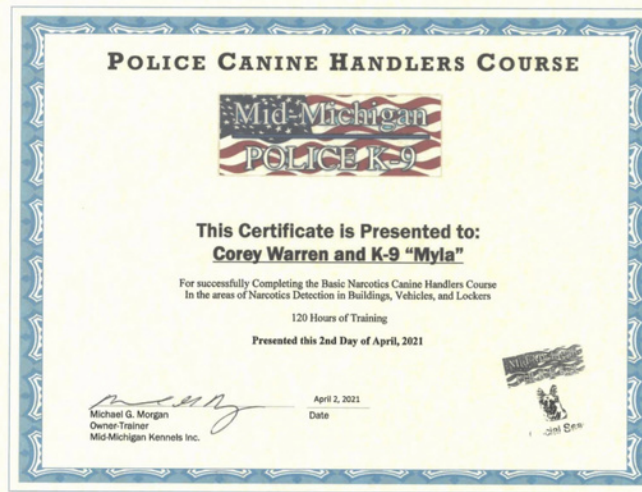 POLICE CANINE HANDLERS COURSE
Mid-Michigan
POLICE K-9
This Certificate is Presented to:
Corey Warren and K-9 “Myla”
For successfully Completing the Basic Narcotics Canine Handlers Course
In the areas of Narcotics Detection in Buildings, Vehicles, and Lockers
120 Hours of Training
Presented this 2nd Day of April, 2021
April 2, 2021
Michael G. Morgan
Date
Owner-Trainer
Mid-Michigan Kennels Inc.